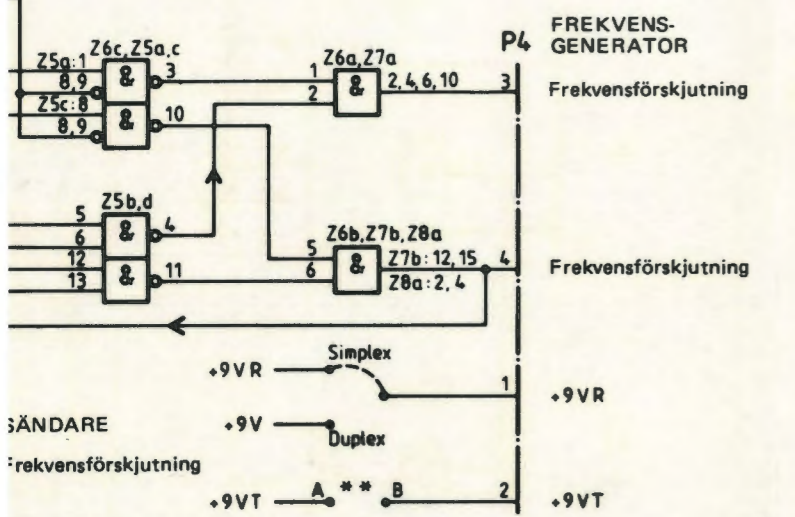 P4 FREKVENS-
GENERATOR
Z6c, Z5a,c
Z5a:1
8,9
Z5c:8
8,9
&
&
3
10
Z6a, Z7a
1
2
&
2, 4, 6, 10
3
Frekvensförskjutning
Z5b,d
5
6
12
13
&
&
4
11
Z6b, Z7b, Z8a
5
6
&
Z7b: 12, 15
Z8a: 2, 4
4
Frekvensförskjutning
Simplex
+9VR
1
+9VR
SÄNDARE
+9V
Duplex
Frekvensförskjutning
+9VT
A ** B
2
+9VT